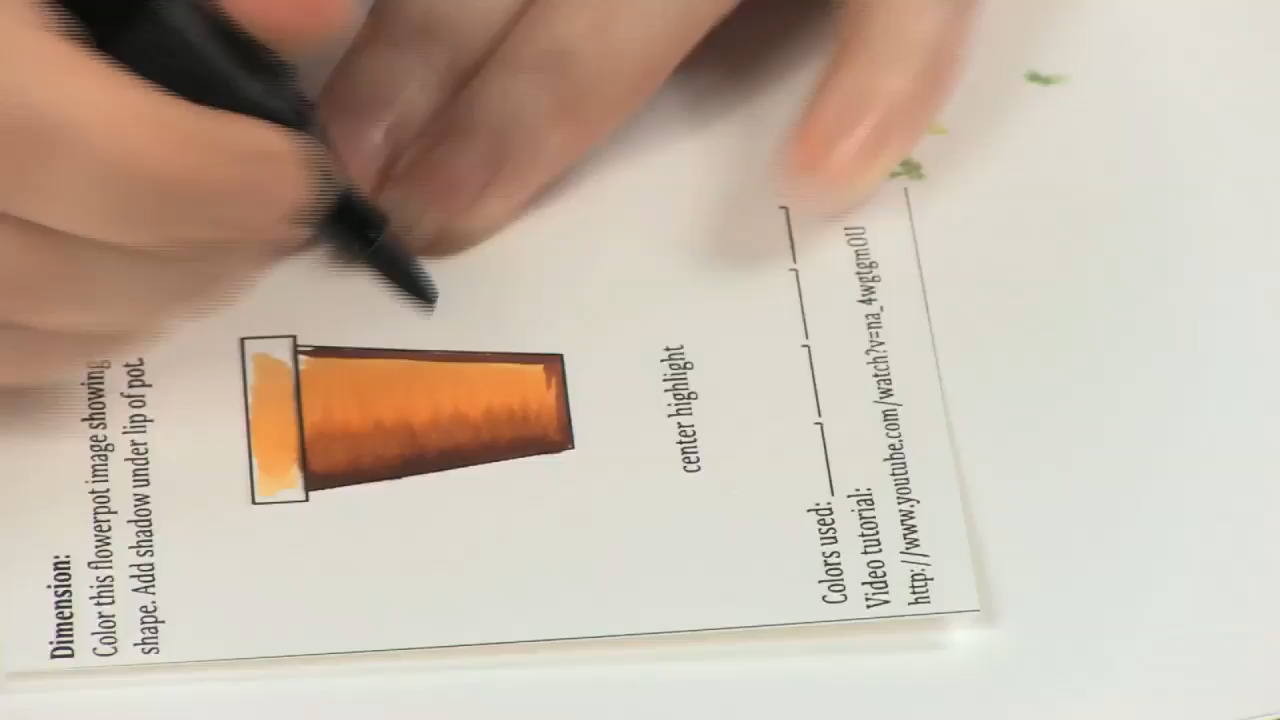 Dimension:
Color this flowerpot image showing
shape. Add shadow under lip of pot.
center highlight
Colors used:
Video tutorial:
http://www.youtube.com/watch?v=na_4wgtgm0U